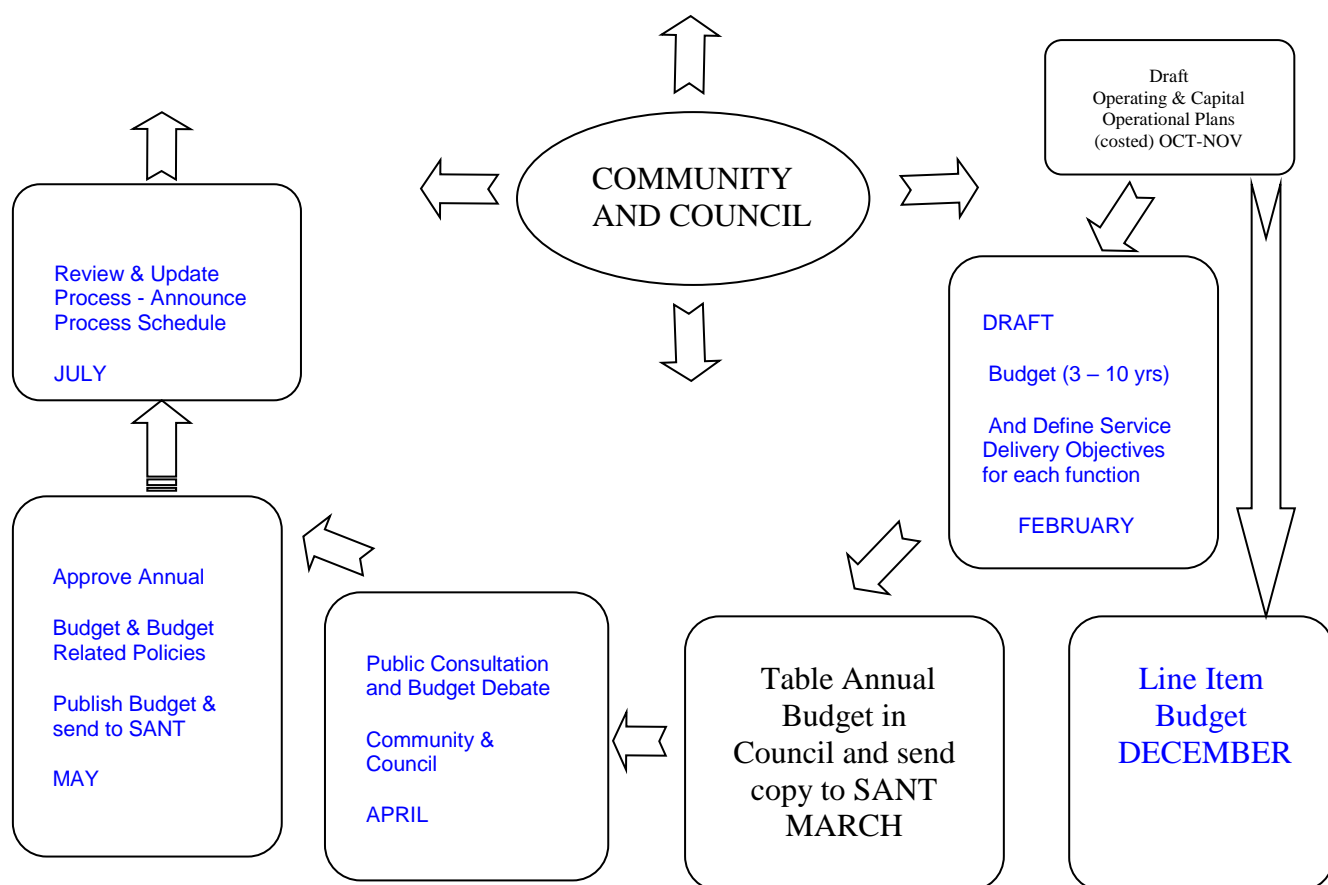 COMMUNITY
AND COUNCIL
Draft
Operating & Capital
Operational Plans
(costed) OCT-NOV
Review & Update
Process - Announce
Process Schedule
JULY
DRAFT
Budget (3 – 10 yrs)
And Define Service
Delivery Objectives
for each function
FEBRUARY
Approve Annual
Budget & Budget
Related Policies
Publish Budget &
send to SANT
MAY
Public Consultation
and Budget Debate
Community &
Council
APRIL
Table Annual
Budget in
Council and send
copy to SANT
MARCH
Line Item
Budget
DECEMBER